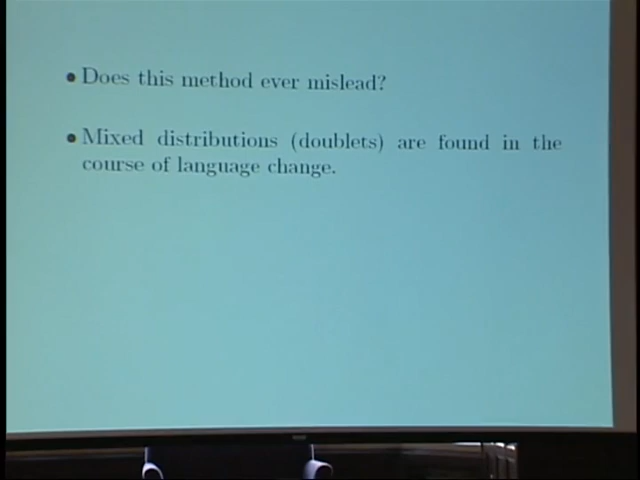 • Does this method ever mislead?
• Mixed distributions (doublets) are found in the
course of language change.